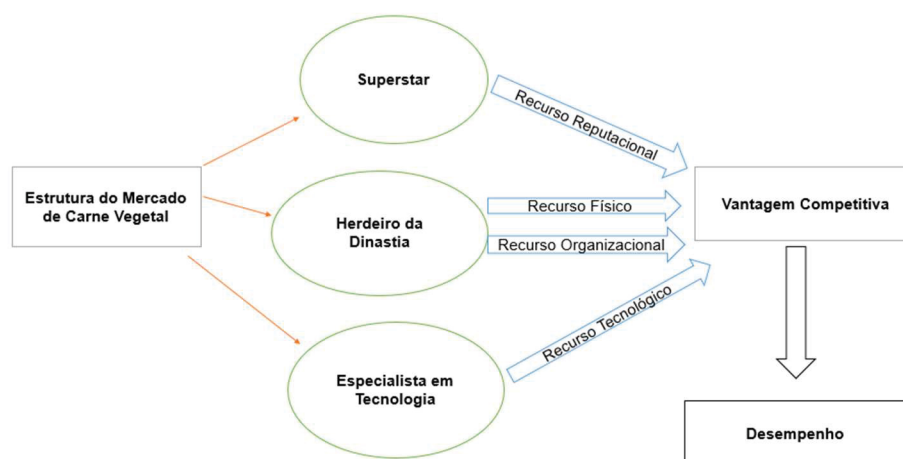 Superstar
Recurso Reputacional
Estrutura do Mercado
de Carne Vegetal
Herdeiro da
Dinastia
Recurso Físico
Recurso Organizacional
Vantagem Competitiva
Recurso Tecnológico
Especialista em
Tecnologia
Desempenho